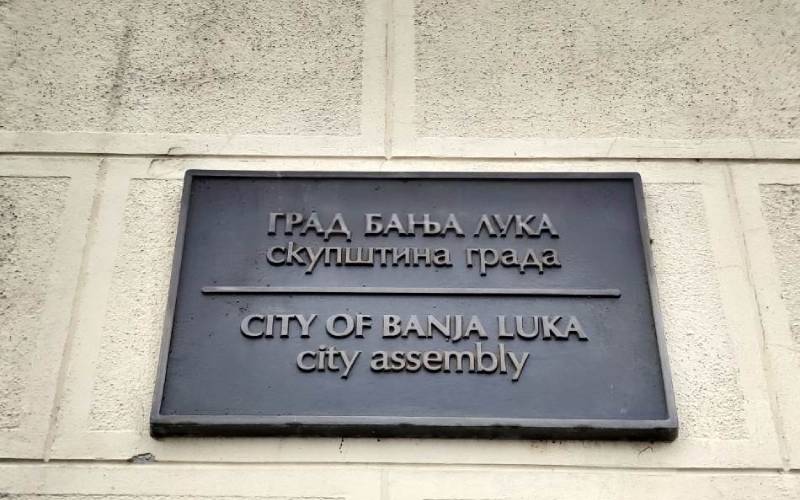 ГРАД БАЊА ЛУКА
скупштина града
CITY OF BANJA LUKA
city assembly